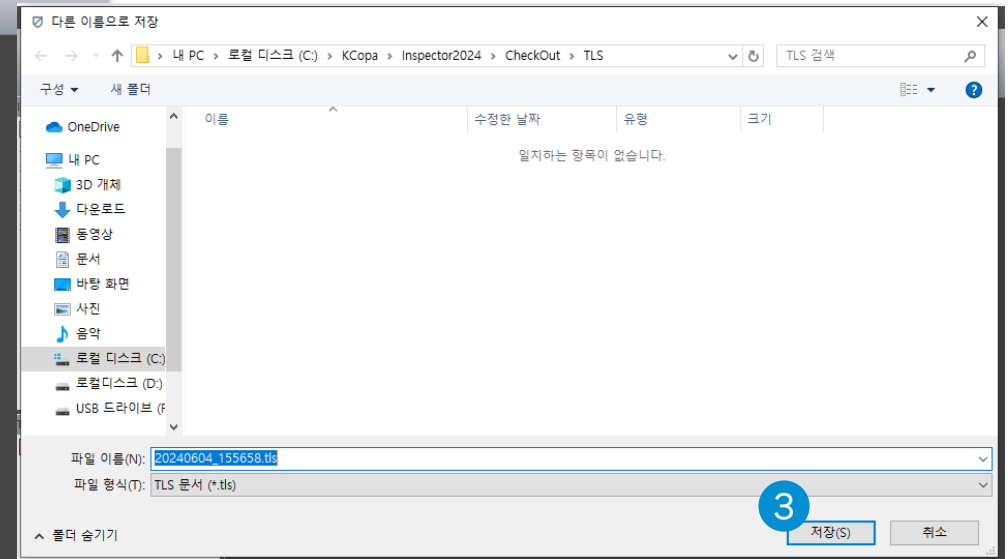 다른 이름으로 저장
내 PC › 로컬 디스크 (C:) › KCopa › Inspector2024 › CheckOut › TLS
TLS 검색
구성
새 폴더
이름
수정한 날짜
유형
크기
일치하는 항목이 없습니다.
OneDrive
내 PC
3D 개체
다운로드
동영상
문서
바탕 화면
사진
음악
로컬 디스크 (C:)
로컬디스크 (D:)
USB 드라이브 (F
파일 이름(N): 20240604_155658.tls
파일 형식(T): TLS 문서 (*.tls)
3
폴더 숨기기
저장(S)
취소